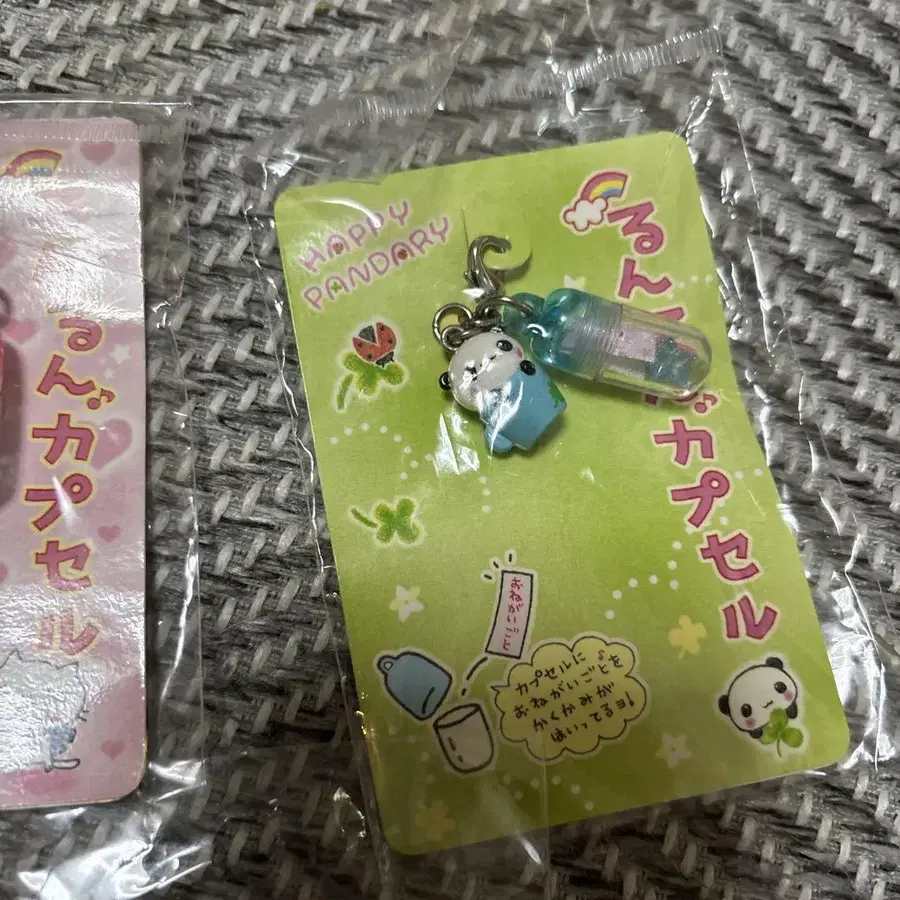 るん♪カプセル
HAPPY
PANDARY
るん
カプセル
おねがいごと
カプセルに
おねがいごとを
かくかみが
はいってるヨ!